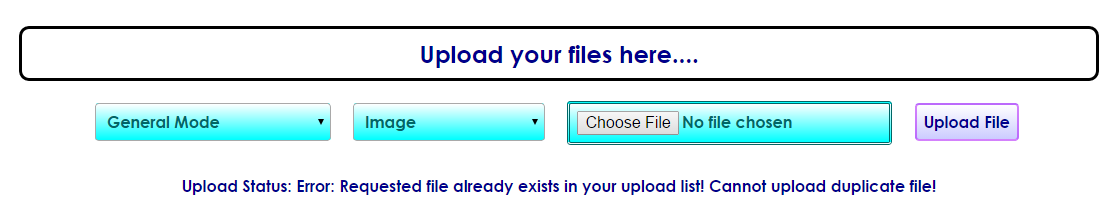 Upload your files here....
General Mode Image Choose File No file chosen Upload File
Upload Status: Error: Requested file already exists in your upload list! Cannot upload duplicate file!